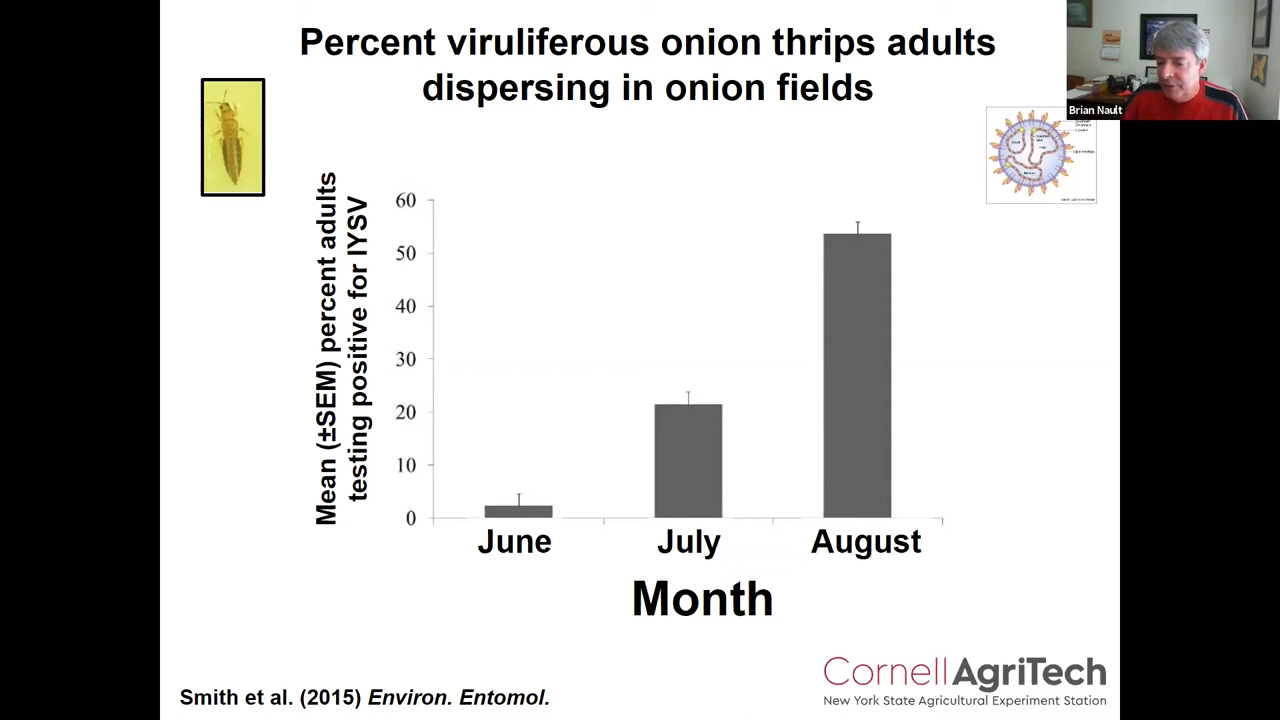 Percent viruliferous onion thrips adults
dispersing in onion fields
Brian Nault
Mean (±SEM) percent adults
testing positive for IYSV
60
50
40
30
20
10
0
June July August
Month
Cornell AgriTech
New York State Agricultural Experiment Station
Smith et al. (2015) Environ. Entomol.